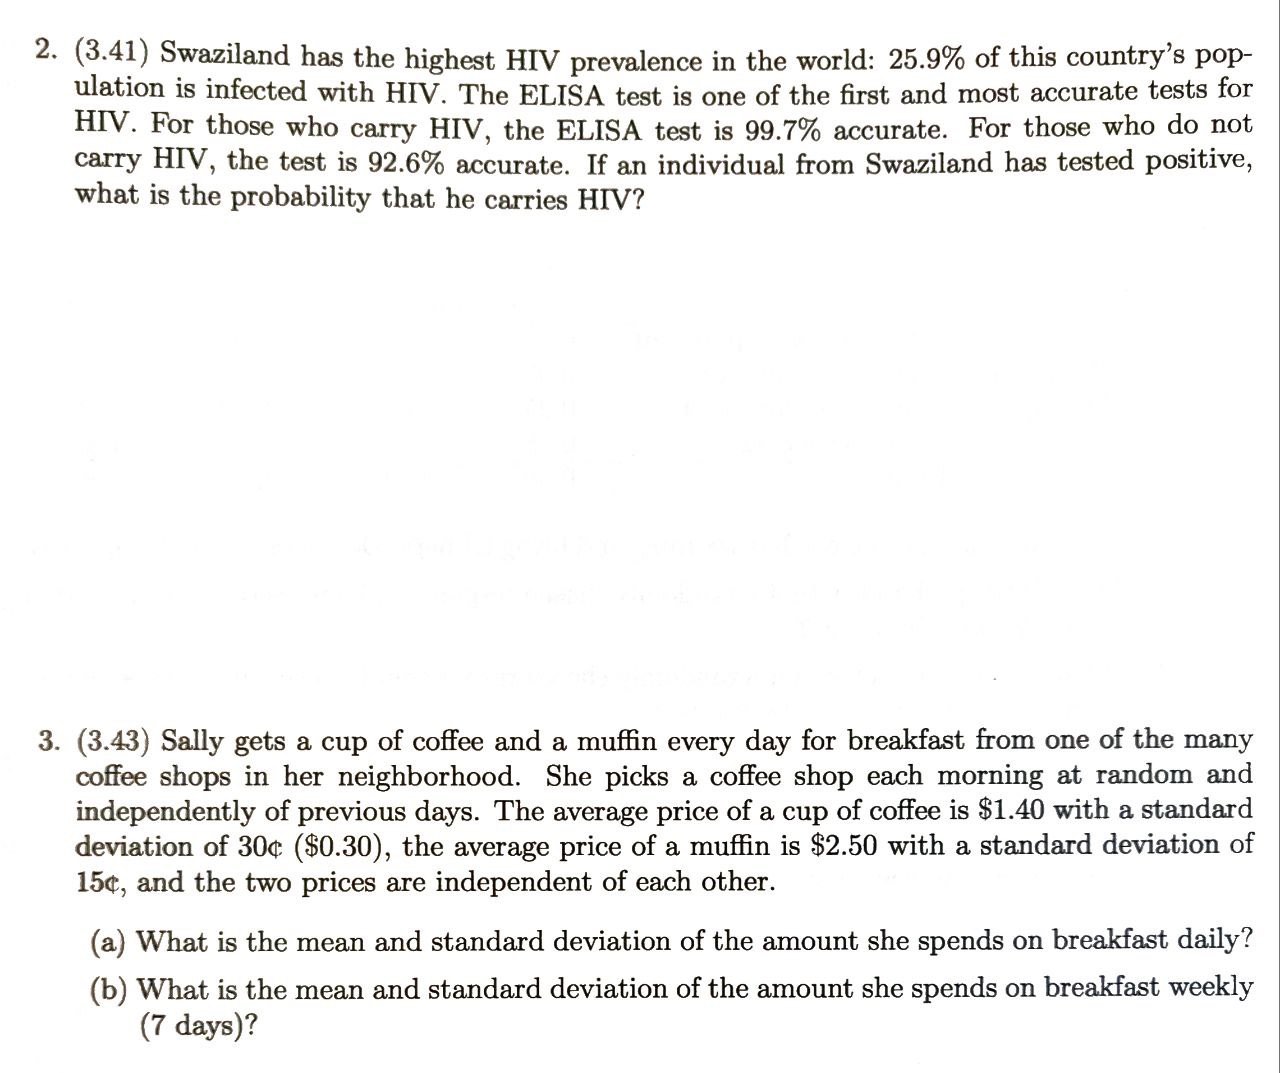 2. (3.41) Swaziland has the highest HIV prevalence in the world: 25.9% of this country's pop-
ulation is infected with HIV. The ELISA test is one of the first and most accurate tests for
HIV. For those who carry HIV, the ELISA test is 99.7% accurate. For those who do not
carry HIV, the test is 92.6% accurate. If an individual from Swaziland has tested positive,
what is the probability that he carries HIV?
3. (3.43) Sally gets a cup of coffee and a muffin every day for breakfast from one of the many
coffee shops in her neighborhood. She picks a coffee shop each morning at random and
independently of previous days. The average price of a cup of coffee is $1.40 with a standard
deviation of 30¢ ($0.30), the average price of a muffin is $2.50 with a standard deviation of
15¢, and the two prices are independent of each other.
(a) What is the mean and standard deviation of the amount she spends on breakfast daily?
(b) What is the mean and standard deviation of the amount she spends on breakfast weekly
(7 days)?